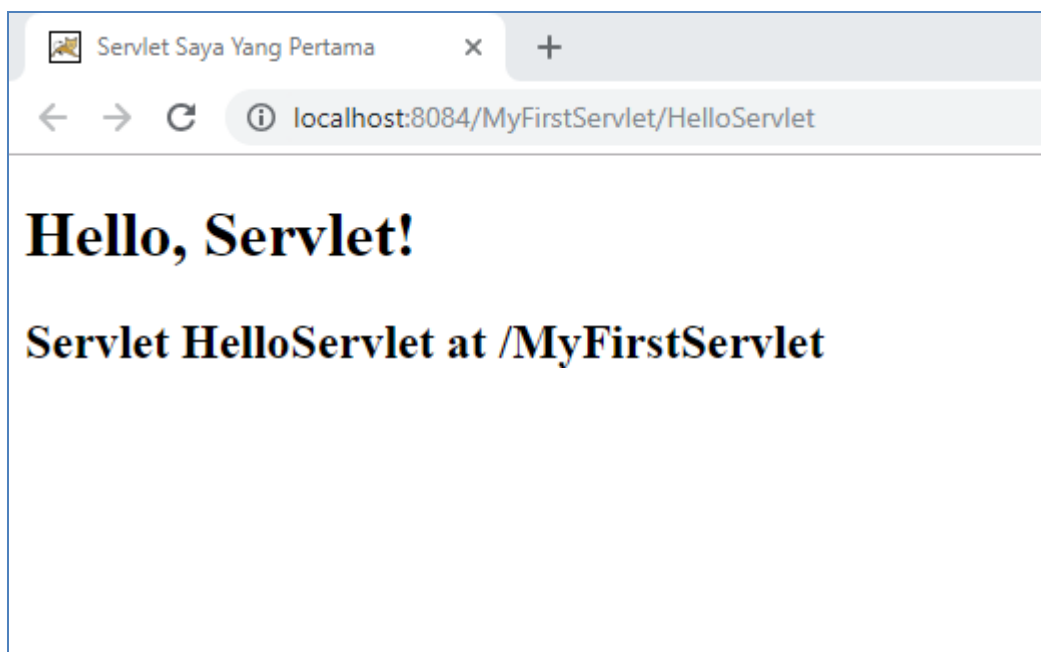 Servlet Saya Yang Pertama
localhost:8084/MyFirstServlet/HelloServlet
Hello, Servlet!
Servlet HelloServlet at /MyFirstServlet